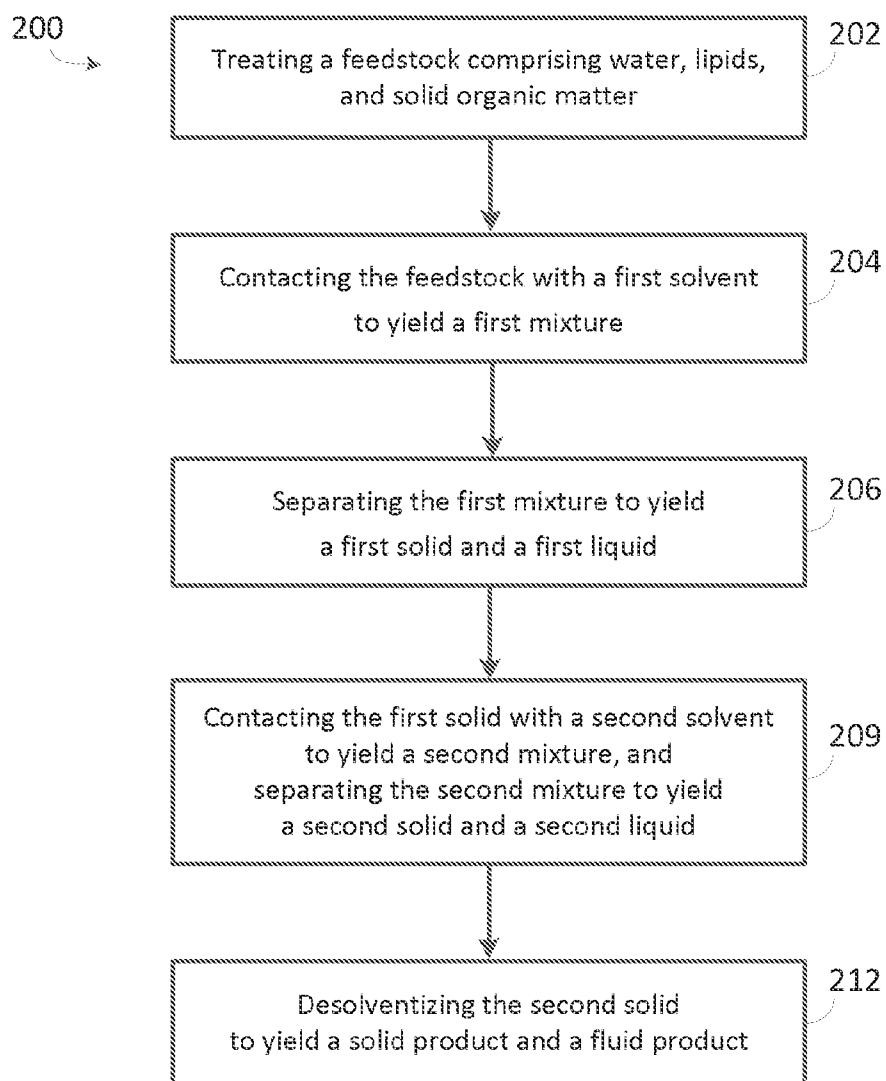 200
202
Treating a feedstock comprising water, lipids,
and solid organic matter
204
Contacting the feedstock with a first solvent
to yield a first mixture
206
Separating the first mixture to yield
a first solid and a first liquid
209
Contacting the first solid with a second solvent
to yield a second mixture, and
separating the second mixture to yield
a second solid and a second liquid
212
Desolventizing the second solid
to yield a solid product and a fluid product